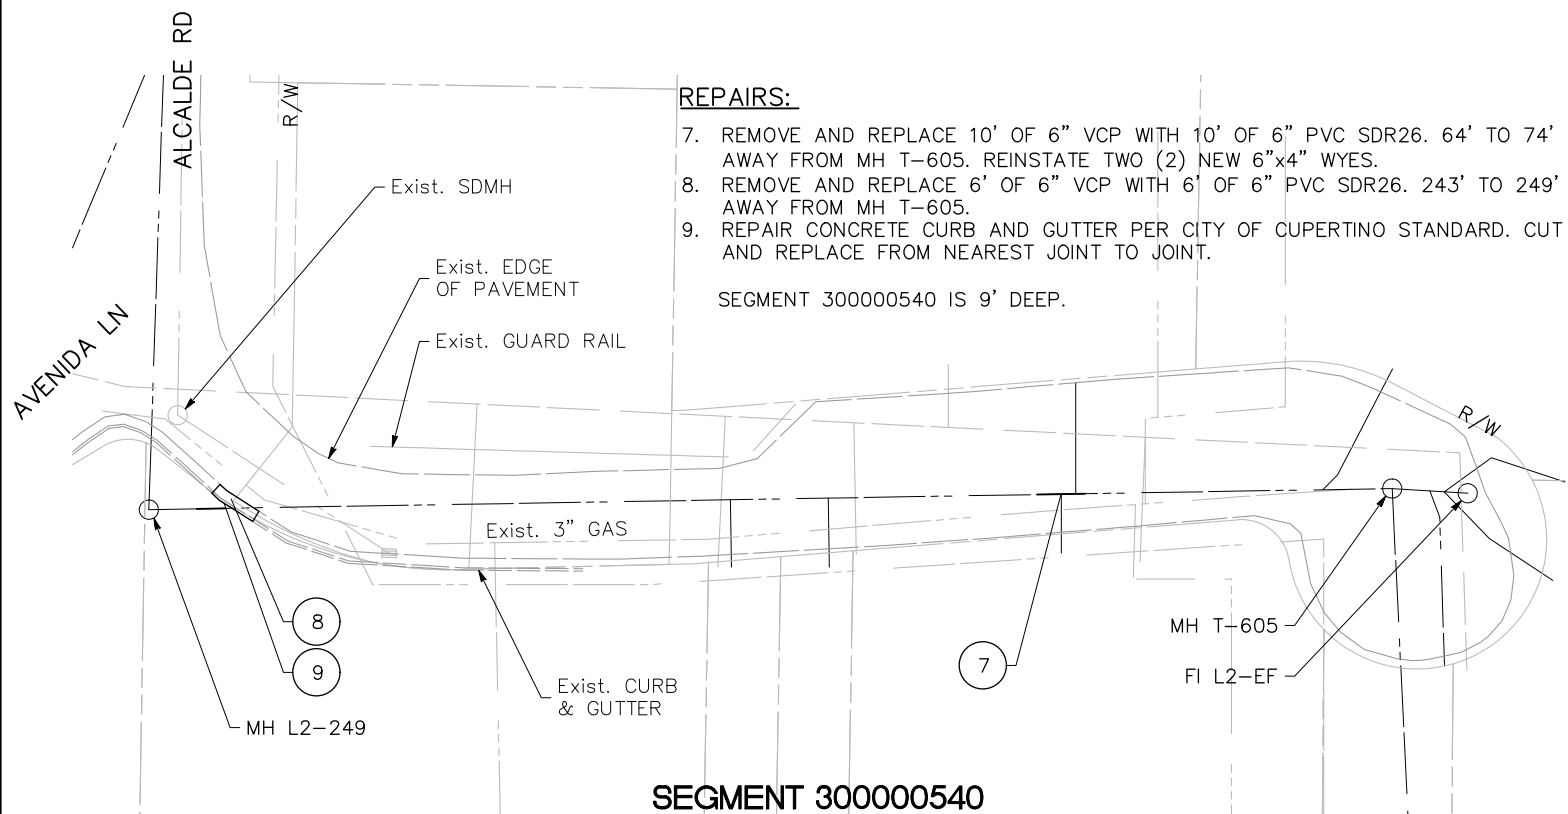 ALCALDE RD
R/W
REPAIRS:
7. REMOVE AND REPLACE 10' OF 6" VCP WITH 10' OF 6" PVC SDR26. 64' TO 74'
AWAY FROM MH T-605. REINSTATE TWO (2) NEW 6"x4" WYES.
8. REMOVE AND REPLACE 6' OF 6" VCP WITH 6' OF 6" PVC SDR26. 243' TO 249'
AWAY FROM MH T-605.
9. REPAIR CONCRETE CURB AND GUTTER PER CITY OF CUPERTINO STANDARD. CUT
AND REPLACE FROM NEAREST JOINT TO JOINT.
SEGMENT 300000540 IS 9' DEEP.
Exist. SDMH
Exist. EDGE
OF PAVEMENT
Exist. GUARD RAIL
AVENIDA LN
R/W
Exist. 3" GAS
8
9
7
MH T-605
FI L2-EF
Exist. CURB
& GUTTER
MH L2-249
SEGMENT 300000540